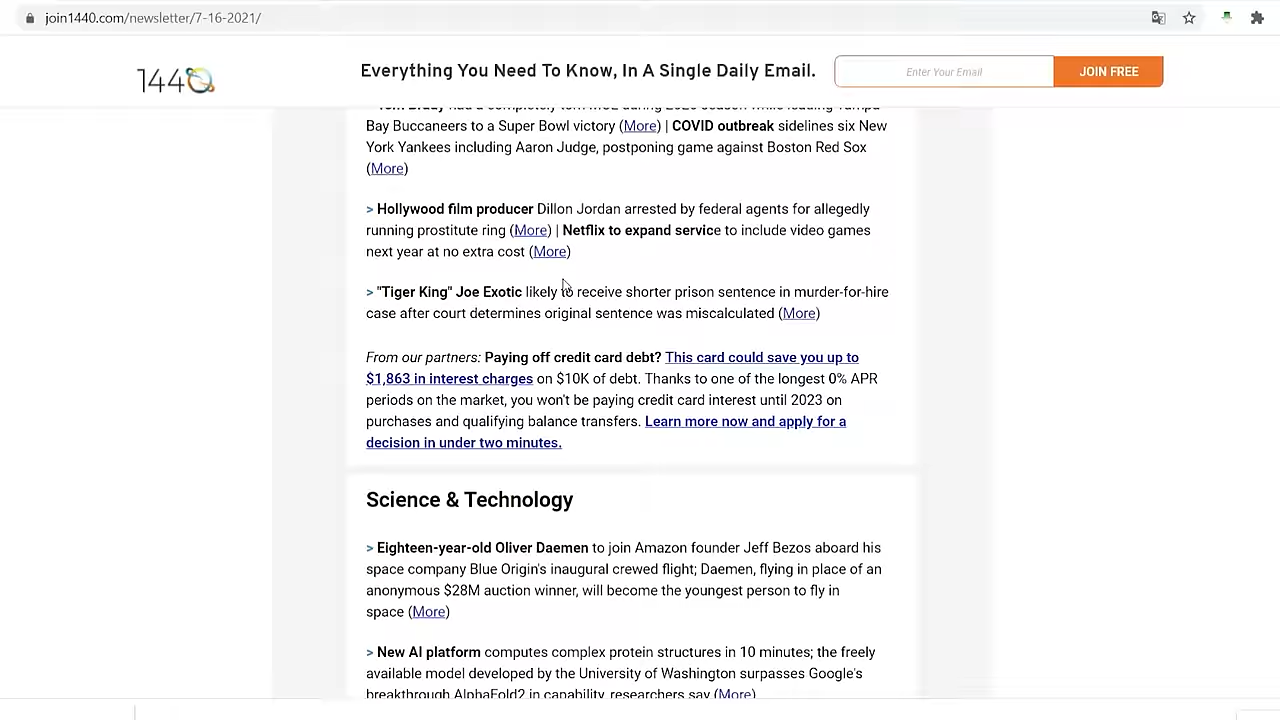 join1440.com/newsletter/7-16-2021/
1440
Everything You Need To Know, In A Single Daily Email.
Enter Your Email
JOIN FREE
Tom Brady had a completely torn MCL during 2020 season while leading Tampa
Bay Buccaneers to a Super Bowl victory (More) | COVID outbreak sidelines six New
York Yankees including Aaron Judge, postponing game against Boston Red Sox
(More)
> Hollywood film producer Dillon Jordan arrested by federal agents for allegedly
running prostitute ring (More) | Netflix to expand service to include video games
next year at no extra cost (More)
> "Tiger King" Joe Exotic likely to receive shorter prison sentence in murder-for-hire
case after court determines original sentence was miscalculated (More)
From our partners: Paying off credit card debt? This card could save you up to
$1,863 in interest charges on $10K of debt. Thanks to one of the longest 0% APR
periods on the market, you won't be paying credit card interest until 2023 on
purchases and qualifying balance transfers. Learn more now and apply for a
decision in under two minutes.
Science & Technology
> Eighteen-year-old Oliver Daemen to join Amazon founder Jeff Bezos aboard his
space company Blue Origin's inaugural crewed flight; Daemen, flying in place of an
anonymous $28M auction winner, will become the youngest person to fly in
space (More)
> New AI platform computes complex protein structures in 10 minutes; the freely
available model developed by the University of Washington surpasses Google's
breakthrough AlphaFold2 in capability, researchers say (More)